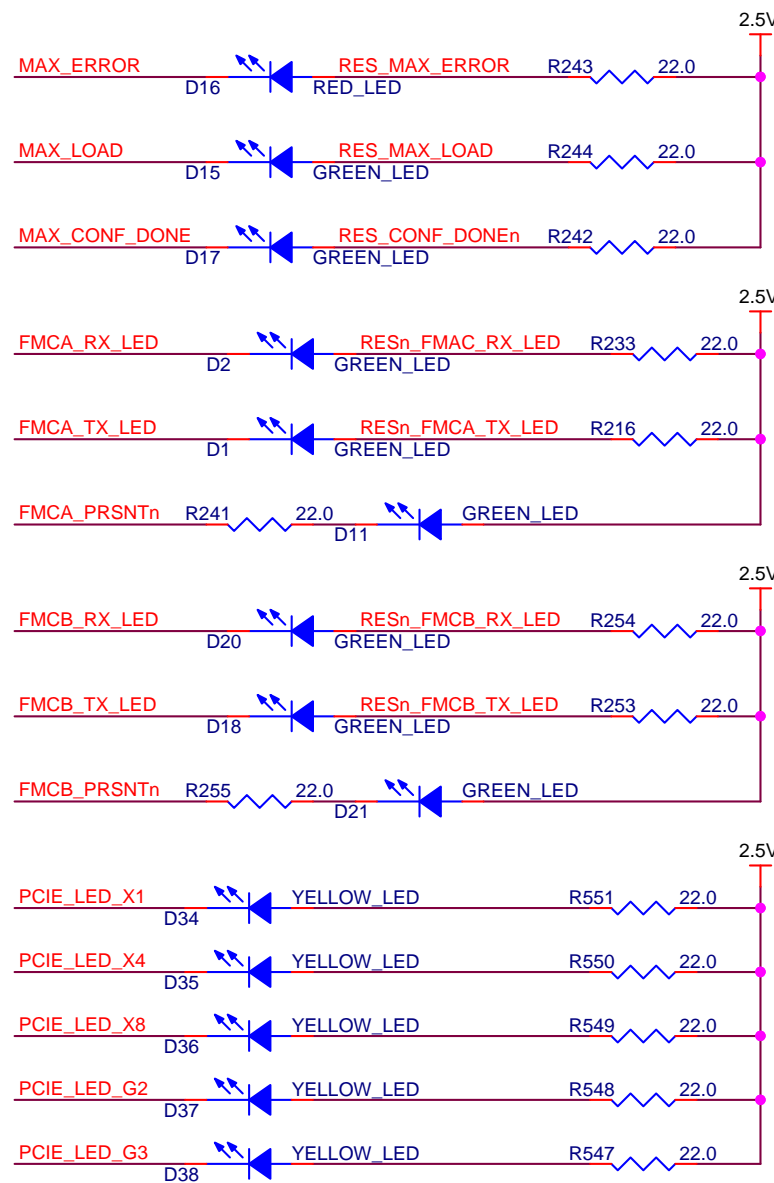 2.5V
MAX_ERROR RES_MAX_ERROR R243 22.0
D16 RED_LED
MAX_LOAD RES_MAX_LOAD R244 22.0
D15 GREEN_LED
MAX_CONF_DONE RES_CONF_DONEn R242 22.0
D17 GREEN_LED
2.5V
FMCA_RX_LED RESn_FMAC_RX_LED R233 22.0
D2 GREEN_LED
FMCA_TX_LED RESn_FMCA_TX_LED R216 22.0
D1 GREEN_LED
FMCA_PRSNTn R241 22.0 GREEN_LED
D11
2.5V
FMCB_RX_LED RESn_FMCB_RX_LED R254 22.0
D20 GREEN_LED
FMCB_TX_LED RESn_FMCB_TX_LED R253 22.0
D18 GREEN_LED
FMCB_PRSNTn R255 22.0 GREEN_LED
D21
2.5V
PCIE_LED_X1 YELLOW_LED R551 22.0
D34
PCIE_LED_X4 YELLOW_LED R550 22.0
D35
PCIE_LED_X8 YELLOW_LED R549 22.0
D36
PCIE_LED_G2 YELLOW_LED R548 22.0
D37
PCIE_LED_G3 YELLOW_LED R547 22.0
D38